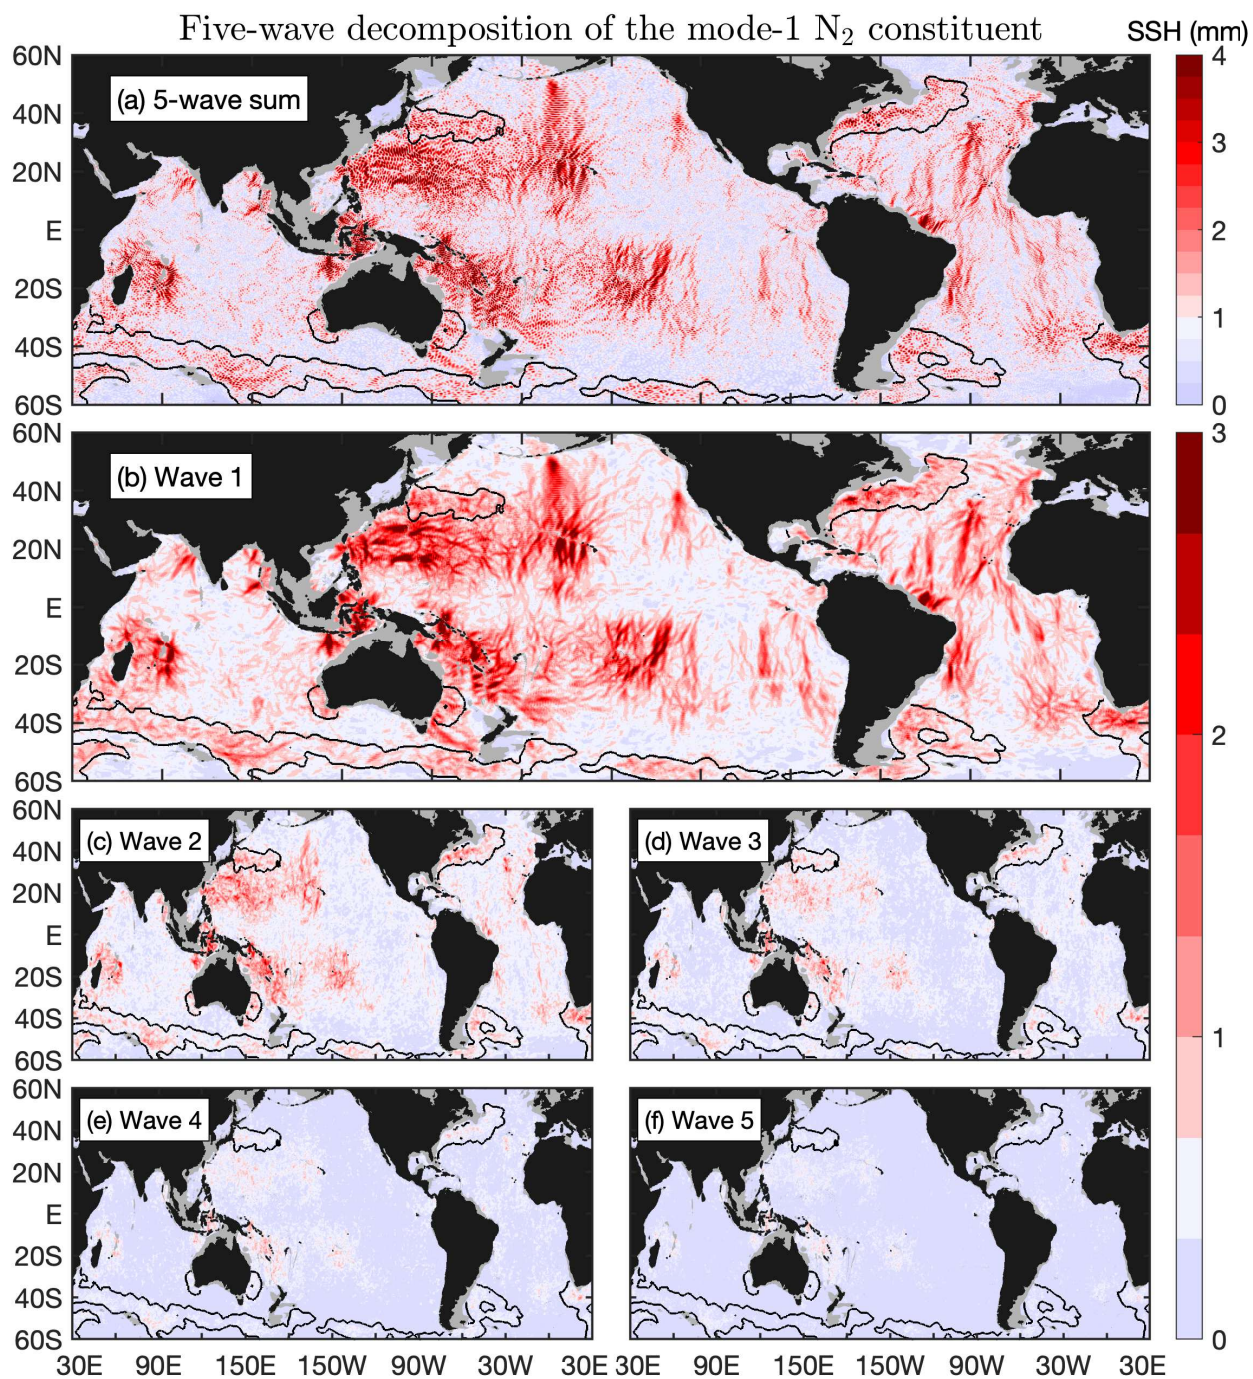 Five-wave decomposition of the mode-1 N₂ constituent
SSH (mm)
(a) 5-wave sum
60N
40N
20N
E
20S
40S
60S
4
3
2
1
0
(b) Wave 1
60N
40N
20N
E
20S
40S
60S
3
2
1
0
(c) Wave 2
(d) Wave 3
60N
40N
20N
E
20S
40S
60S
(e) Wave 4
(f) Wave 5
60N
40N
20N
E
20S
40S
60S
30E 90E 150E 150W 90W 30W 30E 30E 90E 150E 150W 90W 30W 30E